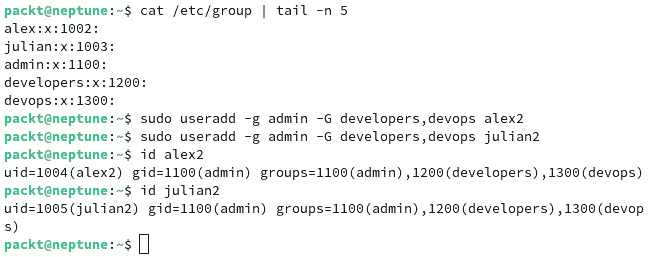 packt@neptune:~$ cat /etc/group | tail -n 5
alex:x:1002:
julian:x:1003:
admin:x:1100:
developers:x:1200:
devops:x:1300:
packt@neptune:~$ sudo useradd -g admin -G developers,devops alex2
packt@neptune:~$ sudo useradd -g admin -G developers,devops julian2
packt@neptune:~$ id alex2
uid=1004(alex2) gid=1100(admin) groups=1100(admin),1200(developers),1300(devops)
packt@neptune:~$ id julian2
uid=1005(julian2) gid=1100(admin) groups=1100(admin),1200(developers),1300(devop
s)
packt@neptune:~$